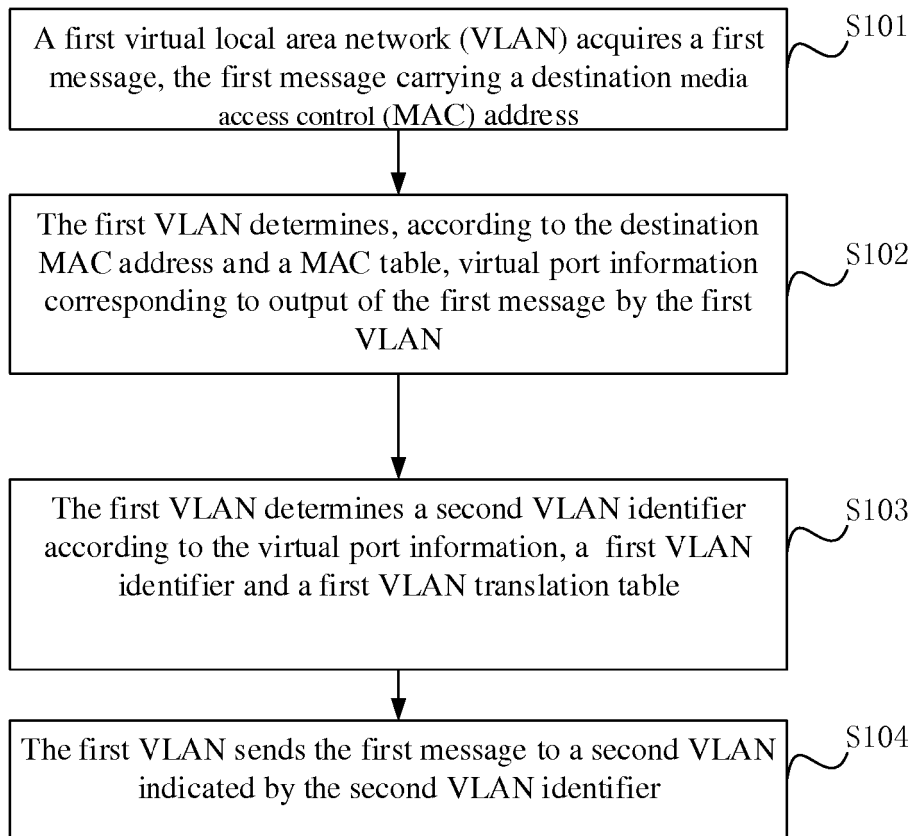 A first virtual local area network (VLAN) acquires a first
message, the first message carrying a destination media
access control (MAC) address
S101
The first VLAN determines, according to the destination
MAC address and a MAC table, virtual port information
corresponding to output of the first message by the first
VLAN
S102
The first VLAN determines a second VLAN identifier
according to the virtual port information, a first VLAN
identifier and a first VLAN translation table
S103
The first VLAN sends the first message to a second VLAN
indicated by the second VLAN identifier
S104